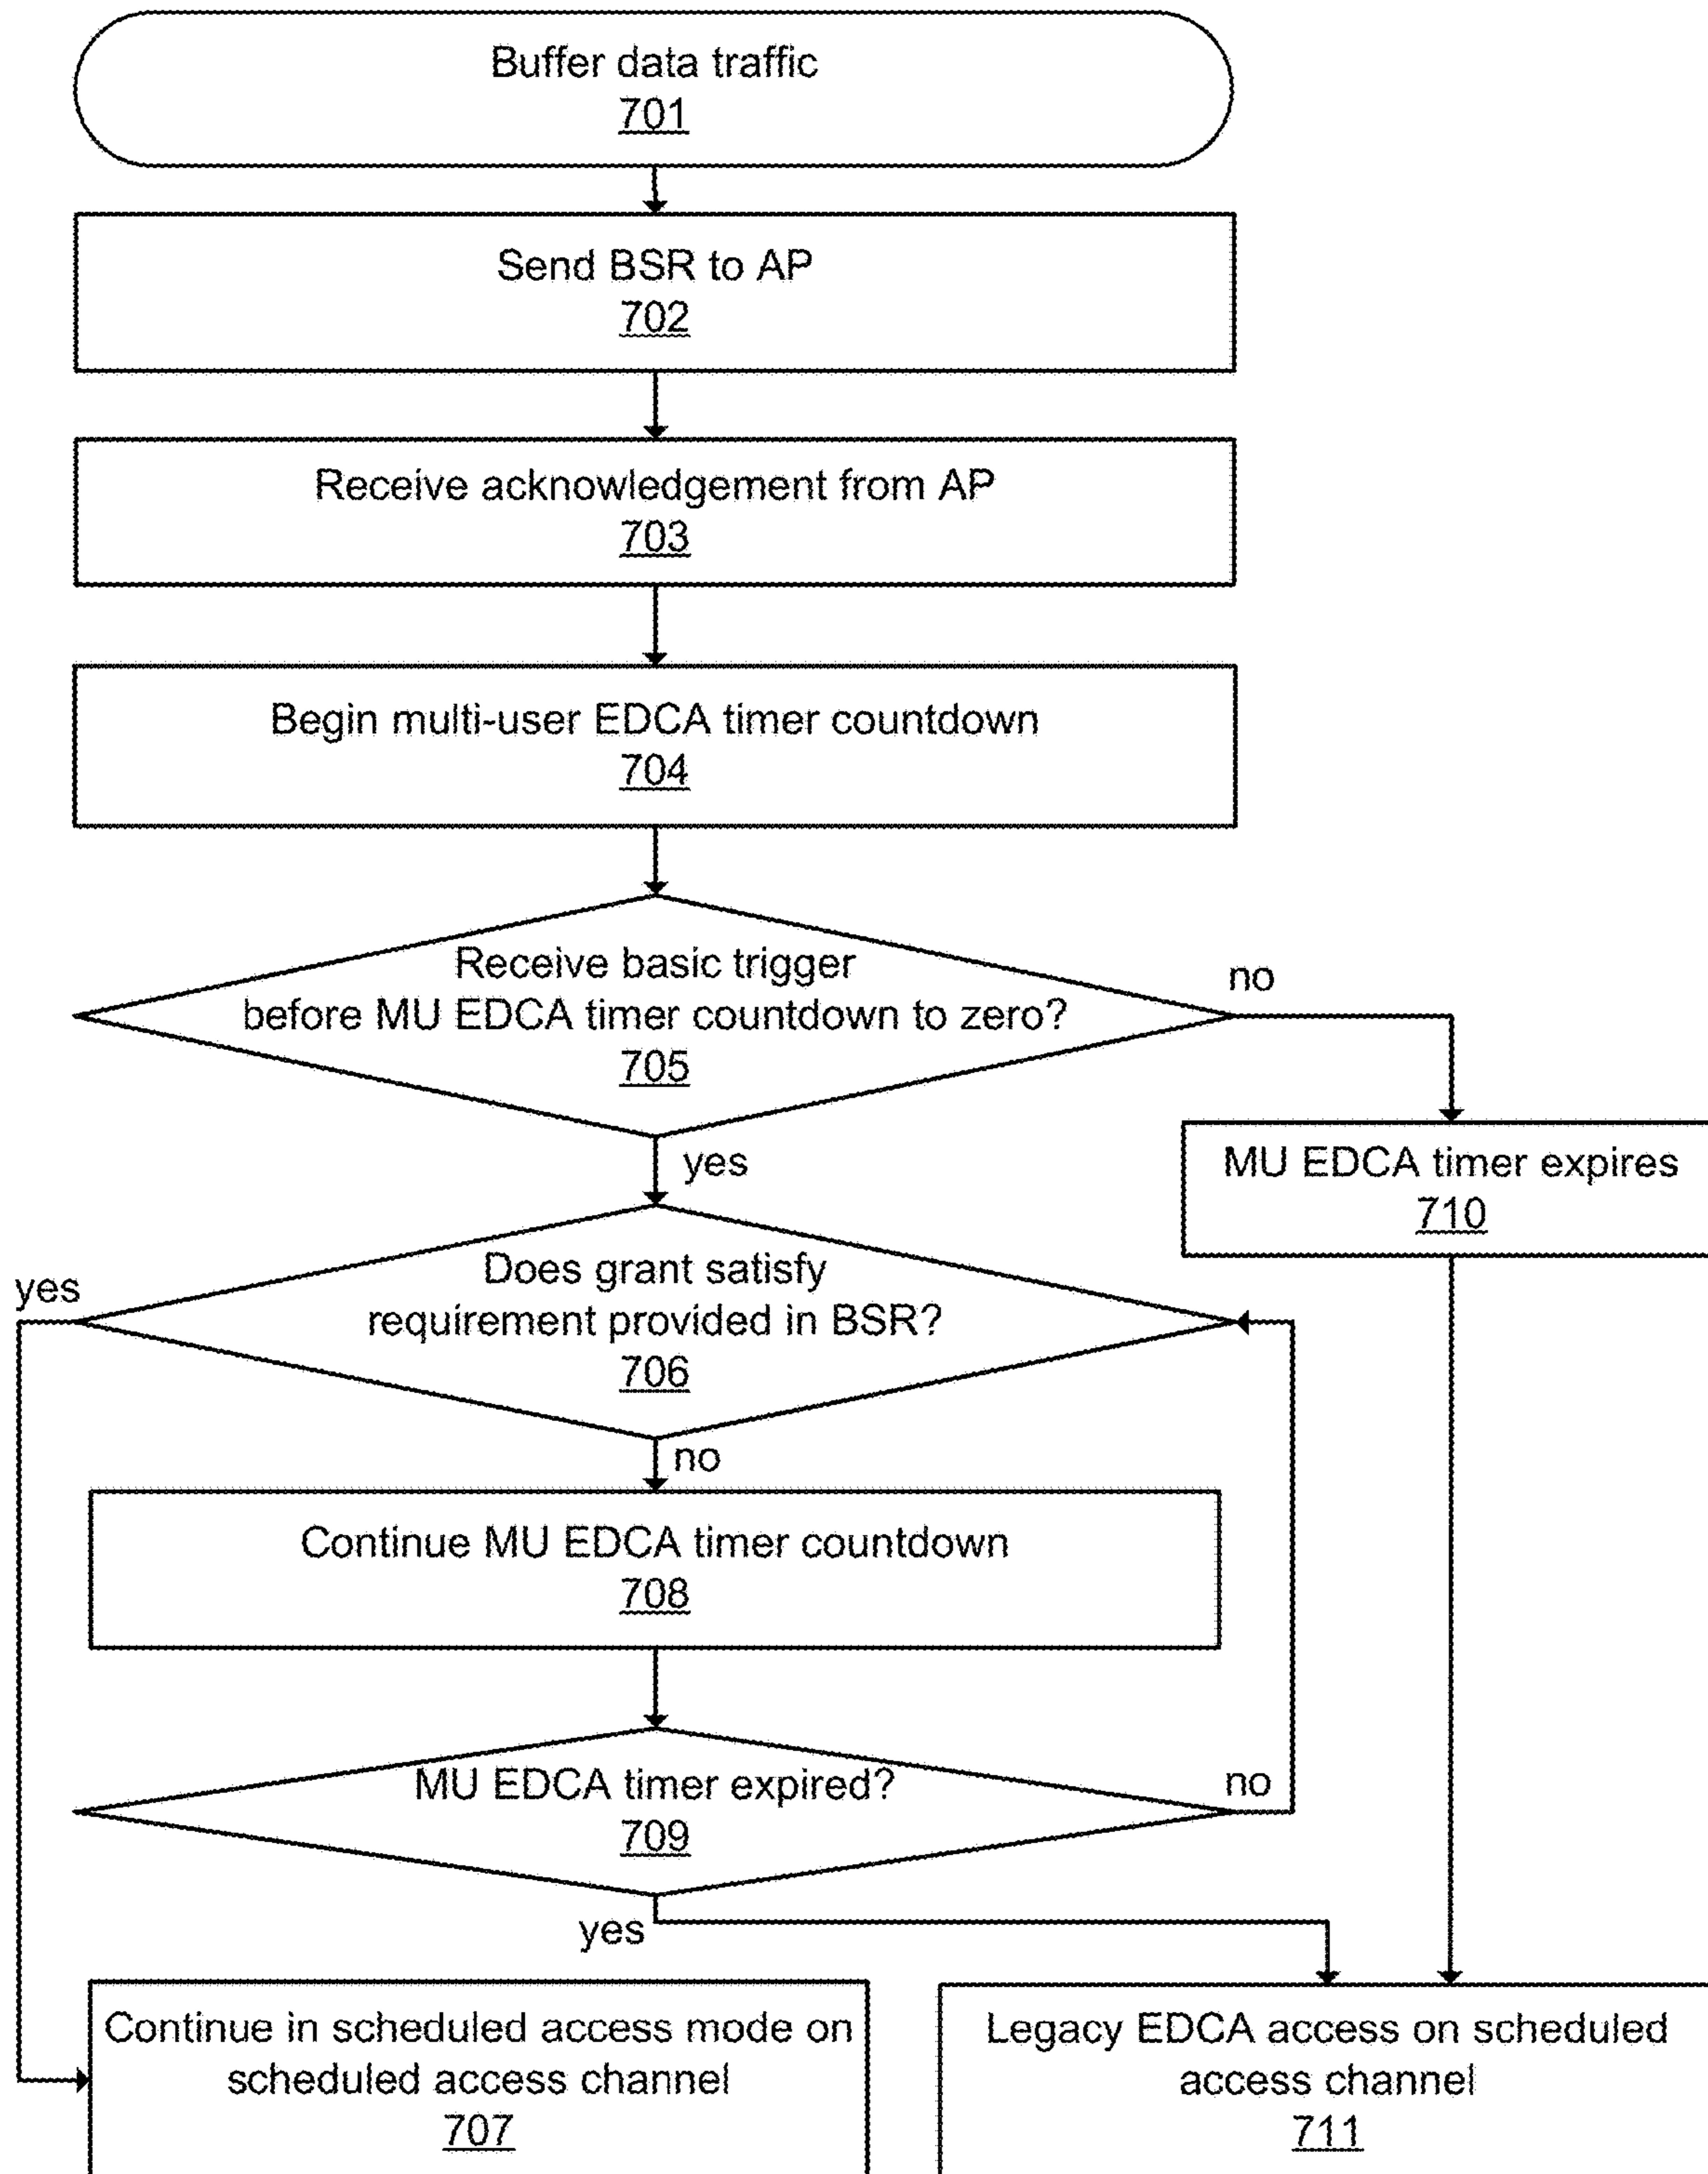 Buffer data traffic
701
Send BSR to AP
702
Receive acknowledgement from AP
703
Begin multi-user EDCA timer countdown
704
Receive basic trigger
before MU EDCA timer countdown to zero?
705
no
yes
MU EDCA timer expires
710
Does grant satisfy
requirement provided in BSR?
706
yes
no
Continue MU EDCA timer countdown
708
MU EDCA timer expired?
709
no
yes
Continue in scheduled access mode on
scheduled access channel
707
Legacy EDCA access on scheduled
access channel
711